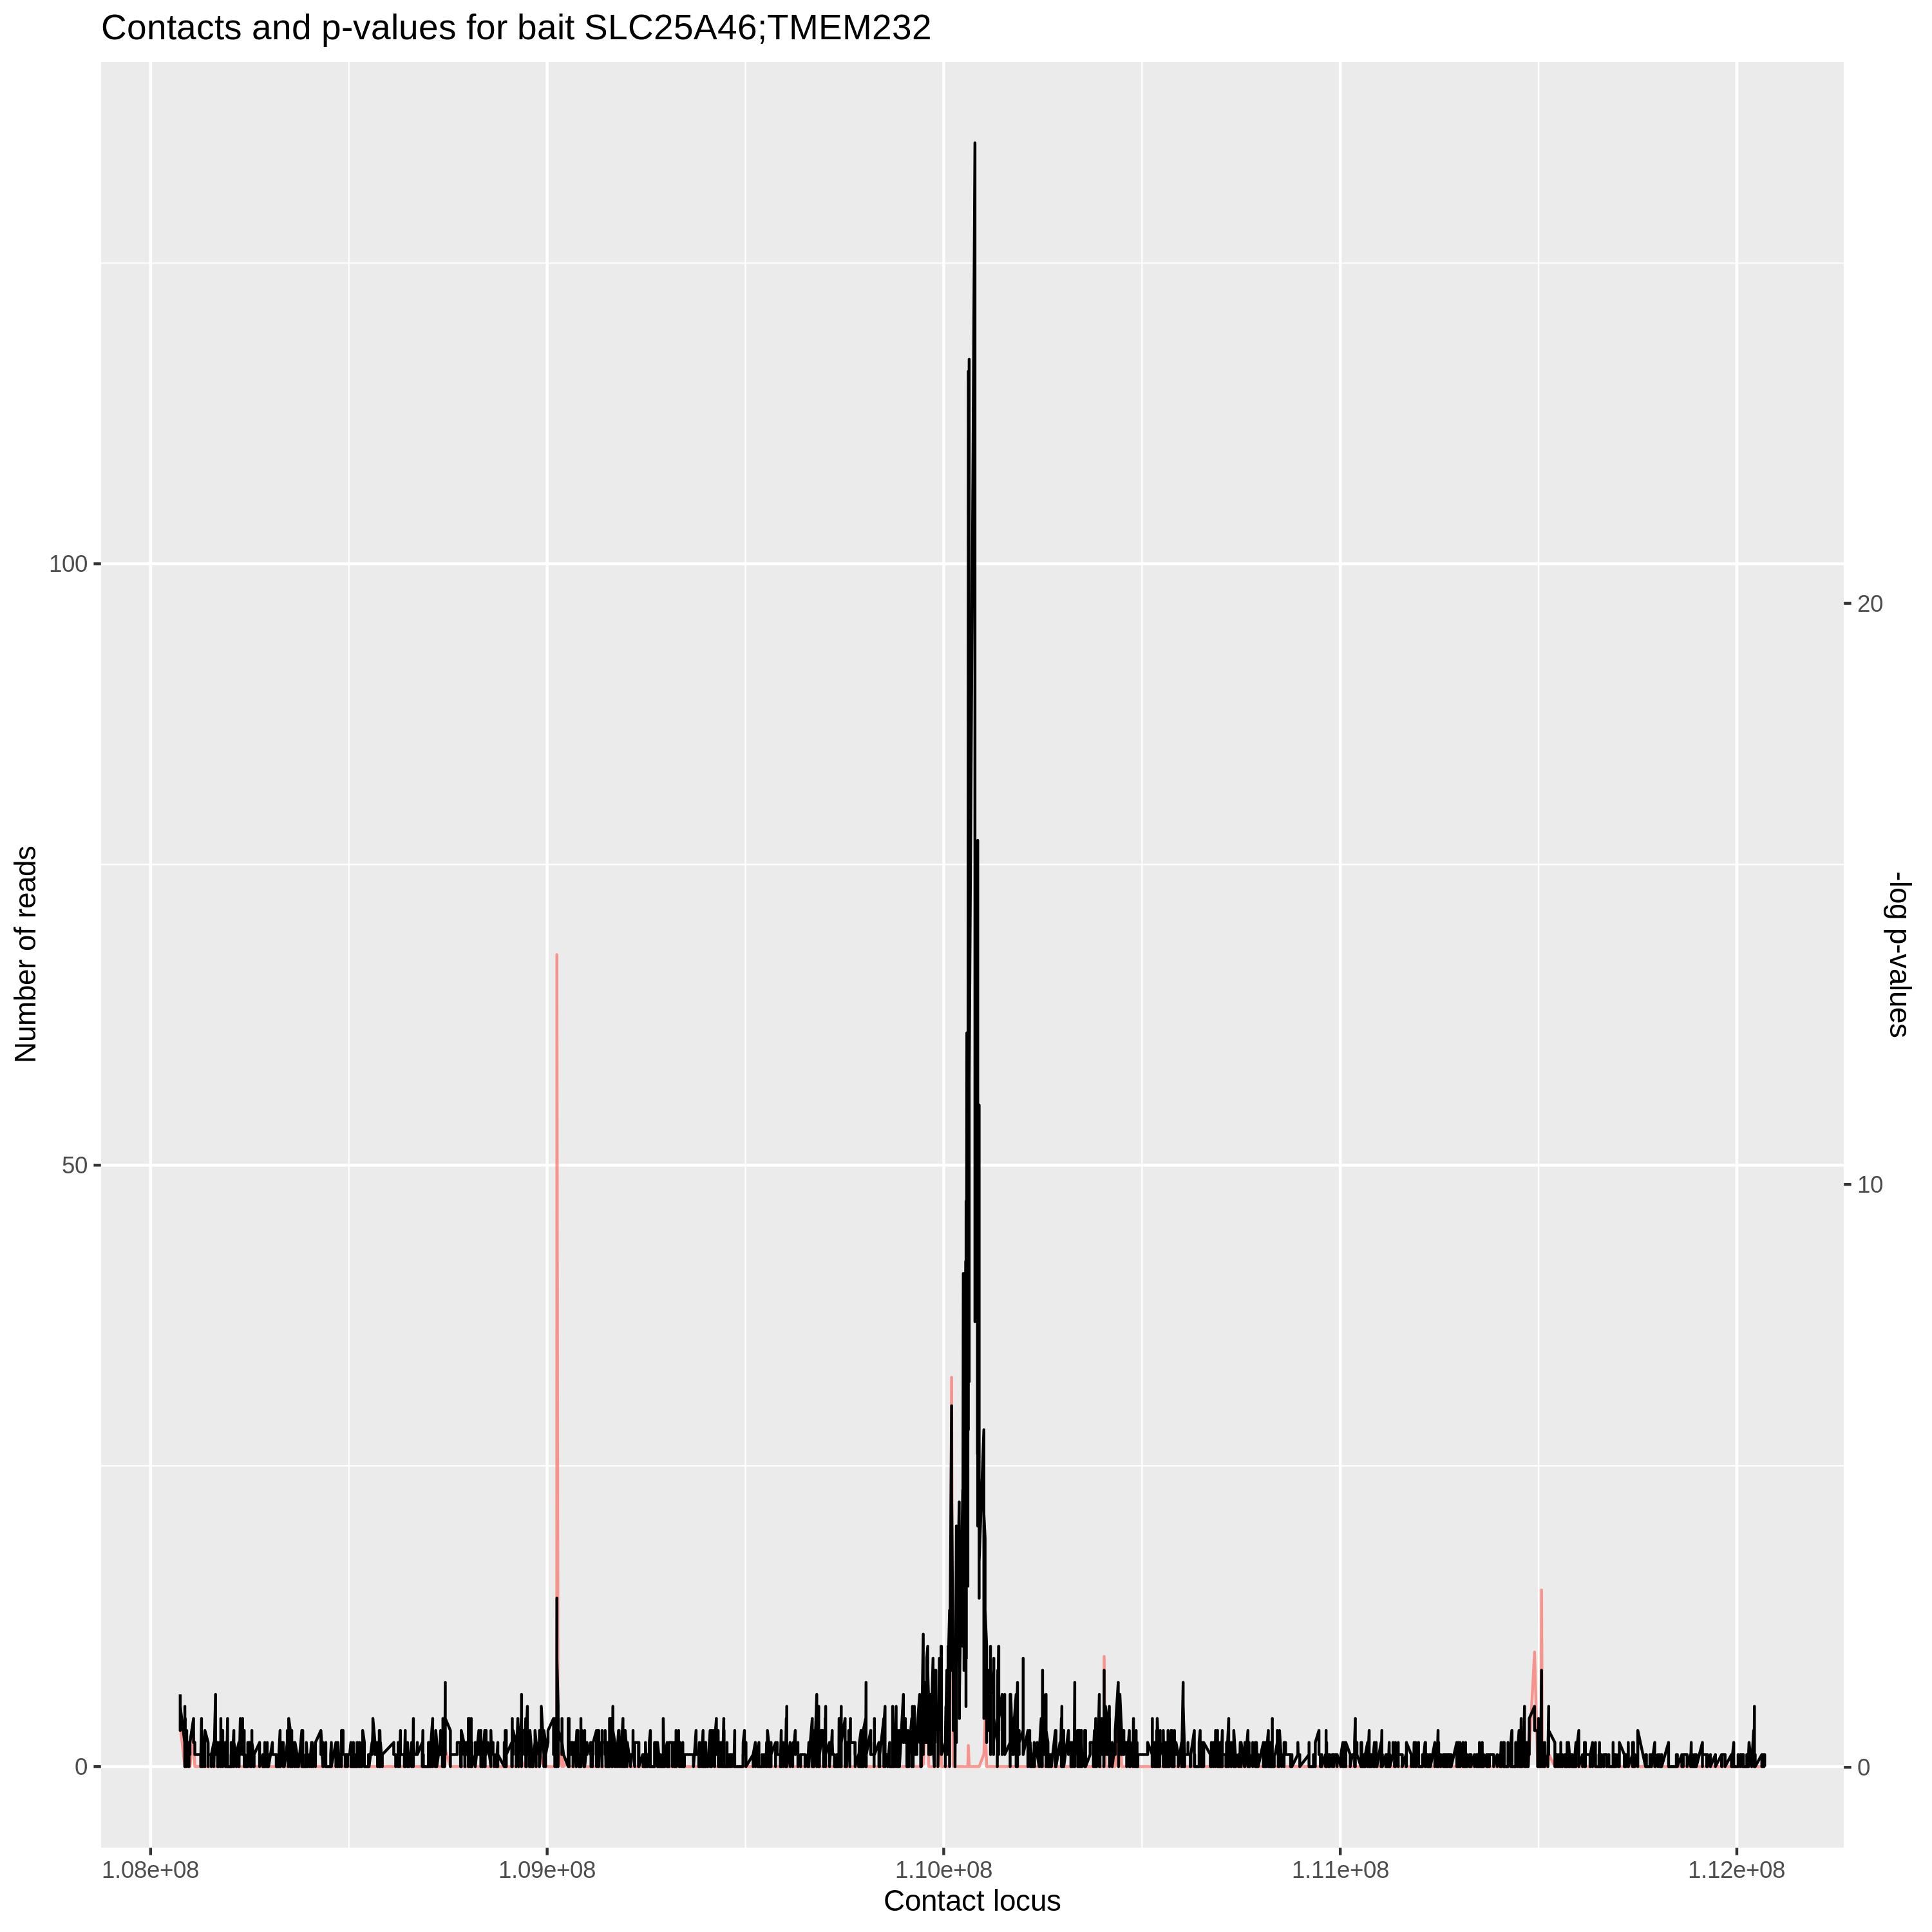 Contacts and p-values for bait SLC25A46;TMEM232
Number of reads
100
50
0
20
10
0
-log p-values
1.08e+08
1.09e+08
1.10e+08
1.11e+08
1.12e+08
Contact locus